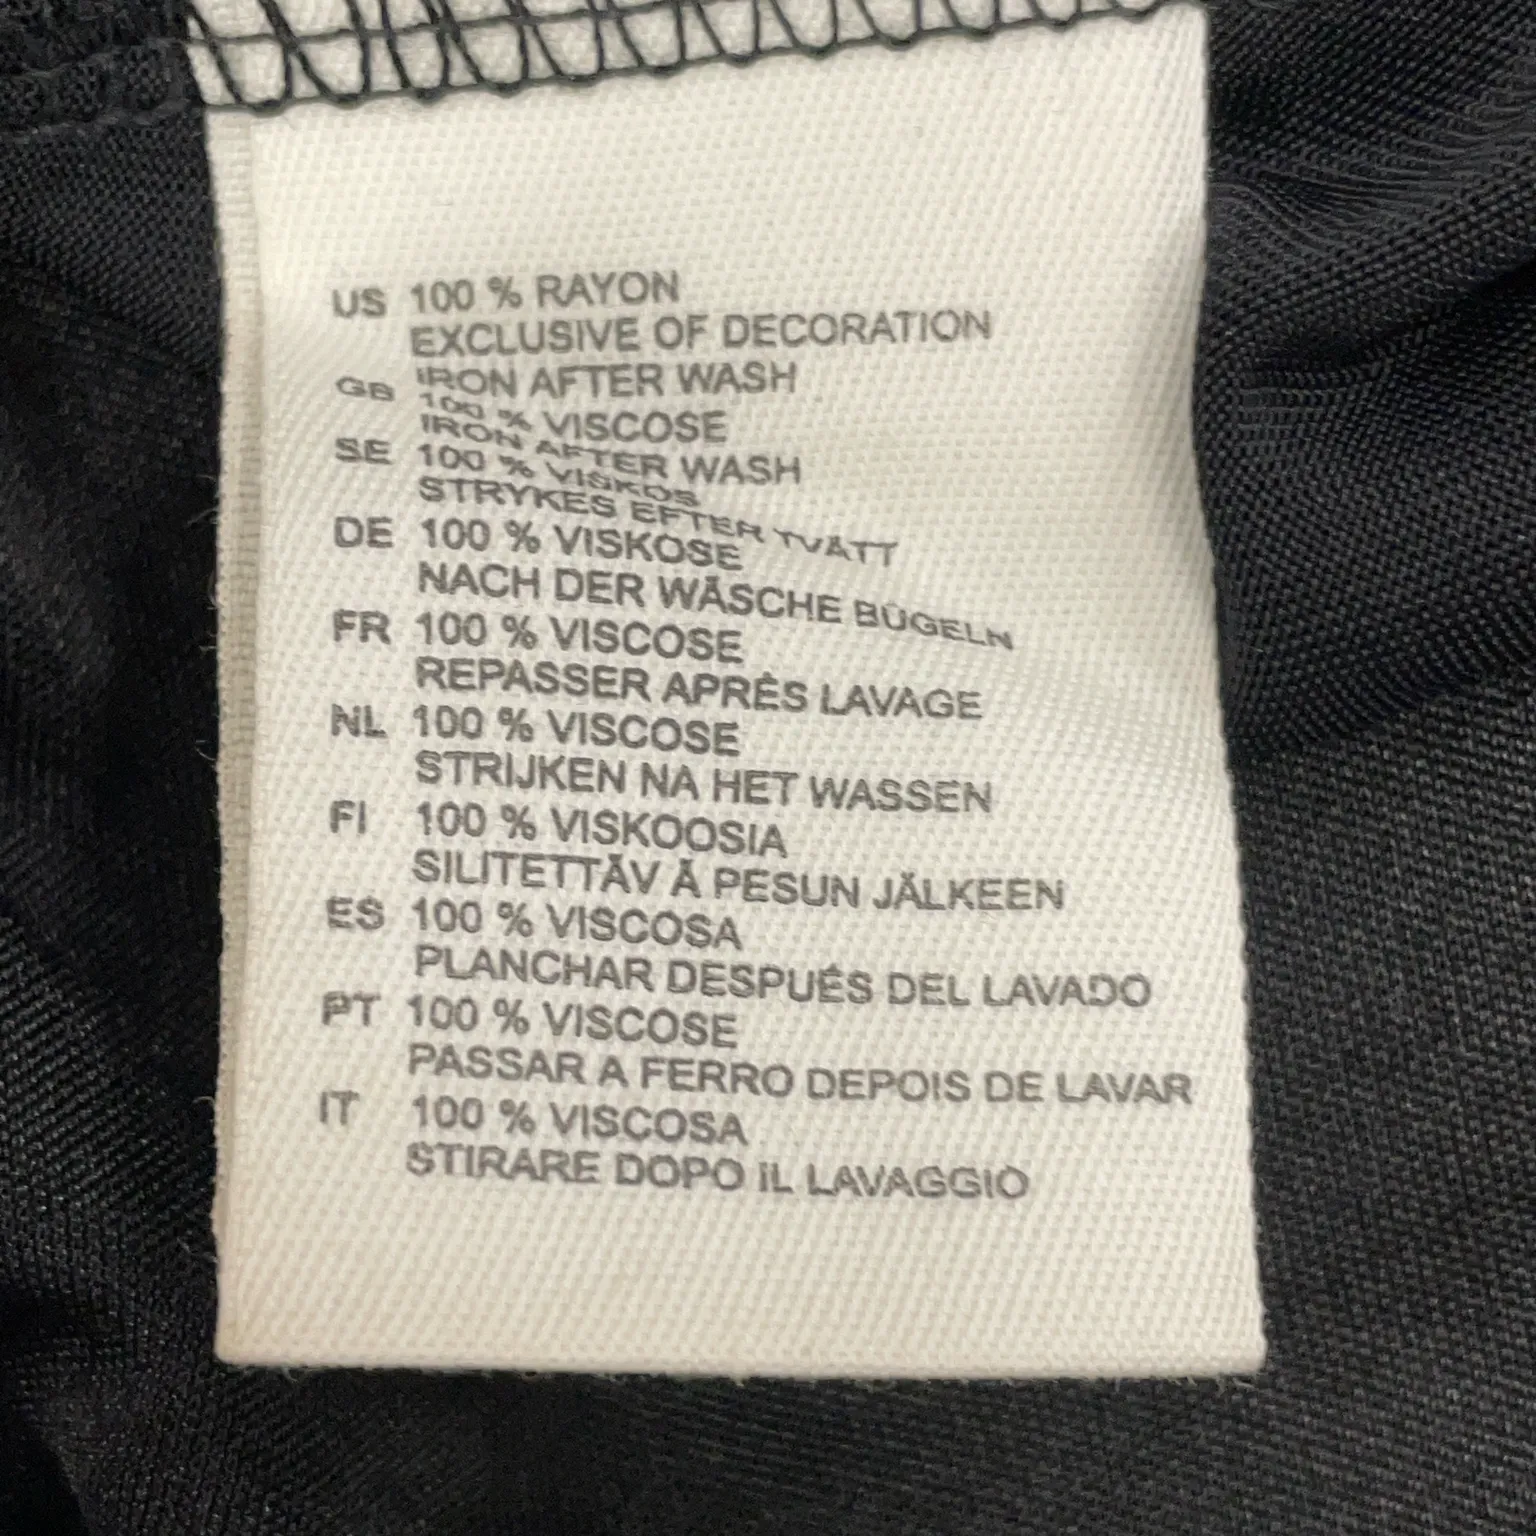 US 100 % RAYON
EXCLUSIVE OF DECORATION
IRON AFTER WASH
GB 100 % VISCOSE
IRON AFTER WASH
SE 100 % VISKOS
STRYKES EFTER TVÄTT
DE 100 % VISKOSE
NACH DER WÄSCHE BÜGELN
FR 100 % VISCOSE
REPASSER APRÈS LAVAGE
NL 100 % VISCOSE
STRIJKEN NA HET WASSEN
FI 100 % VISKOOSIA
SILITETTÄV Ä PESUN JÄLKEEN
ES 100 % VISCOSA
PLANCHAR DESPUÉS DEL LAVADO
PT 100 % VISCOSE
PASSAR A FERRO DEPOIS DE LAVAR
IT 100 % VISCOSA
STIRARE DOPO IL LAVAGGIO